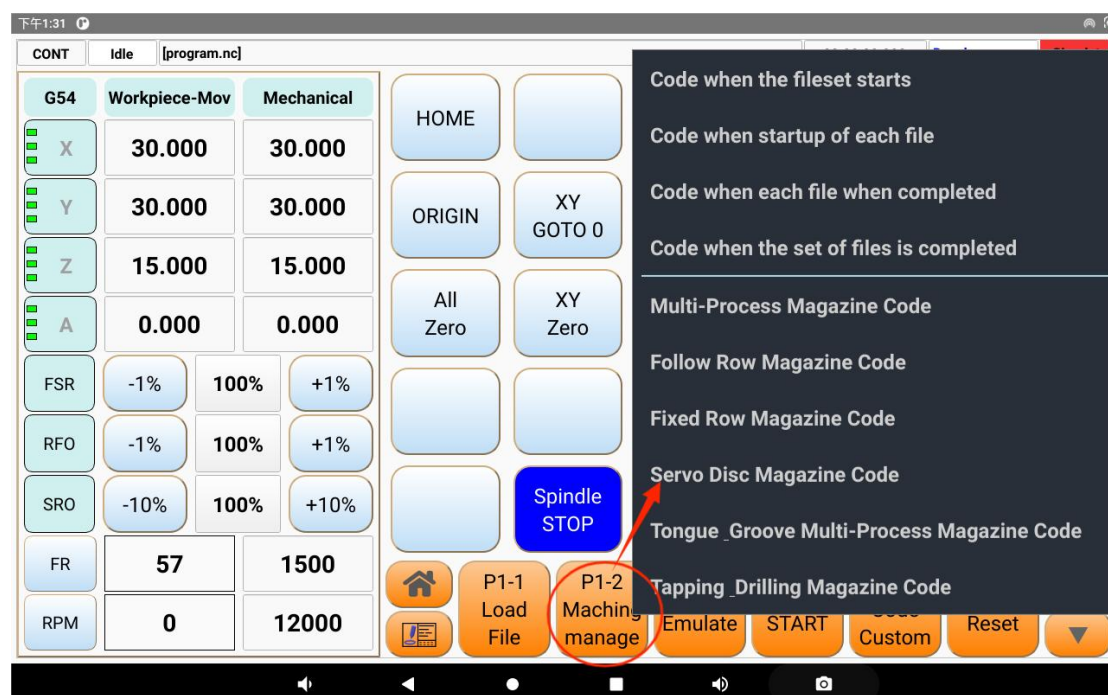 下午1:31
CONT
Idle
[program.nc]
G54
Workpiece-Mov
Mechanical
X
30.000
30.000
Y
30.000
30.000
Z
15.000
15.000
A
0.000
0.000
FSR
-1%
100%
+1%
RFO
-1%
100%
+1%
SRO
-10%
100%
+10%
FR
57
1500
RPM
0
12000
HOME
ORIGIN
XY
GOTO 0
All
Zero
XY
Zero
Spindle
STOP
P1-1
Load
File
P1-2
Maching
manage
Emulate
START
Custom
Reset
Code when the fileset starts
Code when startup of each file
Code when each file when completed
Code when the set of files is completed
Multi-Process Magazine Code
Follow Row Magazine Code
Fixed Row Magazine Code
Servo Disc Magazine Code
Tongue_Groove Multi-Process Magazine Code
Tapping_Drilling Magazine Code